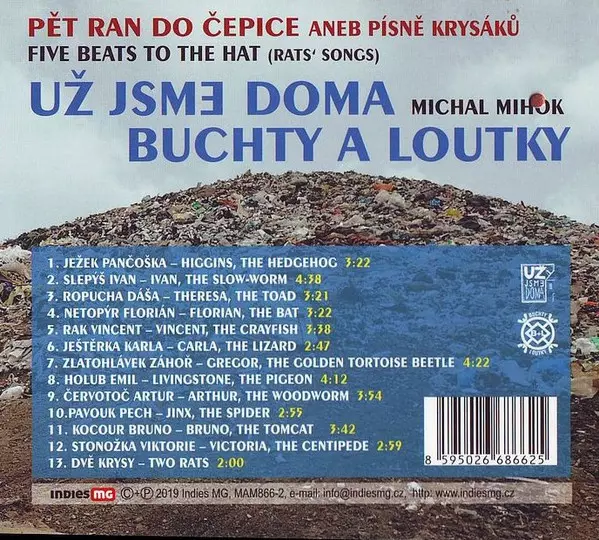 PĚT RAN DO ČEPICE ANEB PÍSNĚ KRYSÁKŮ
FIVE BEATS TO THE HAT (RATS' SONGS)
UŽ JSME DOMA MICHAL MIHOK
BUCHTY A LOUTKY
1. JEŽEK PANČOŠKA – HIGGINS, THE HEDGEHOG 3:22
2. SLEPÝŠ IVAN – IVAN, THE SLOW-WORM 4:38
3. ROPUCHA DÁŠA – THERESA, THE TOAD 3:21
4. NETOPÝR FLORIÁN – FLORIAN, THE BAT 3:22
5. RAK VINCENT – VINCENT, THE CRAYFISH 3:38
6. JEŠTĚRKA KARLA – CARLA, THE LIZARD 2:47
7. ZLATOHLÁVEK ZÁHOŘ – GREGOR, THE GOLDEN TORTOISE BEETLE 4:22
8. HOLUB EMIL – LIVINGSTONE, THE PIGEON 4:12
9. ČERVOTOČ ARTUR – ARTHUR, THE WOODWORM 3:54
10.PAVOUK PECH – JINX, THE SPIDER 2:55
11. KOCOUR BRUNO – BRUNO, THE TOMCAT 3:42
12. STONOŽKA VIKTORIE – VICTORIA, THE CENTIPEDE 2:59
13. DVĚ KRYSY – TWO RATS 2:00
UŽ
JSME
DOMA
BUCHTY
LOUTKY
8 595026 686625
indies MG ©+℗ 2019 Indies MG, MAM866-2, e-mail: info@indiesmg.cz, http: www.indiesmg.cz